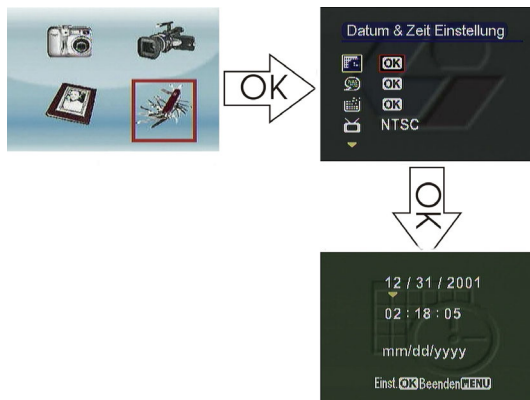 OK
Datum & Zeit Einstellung
OK
OK
OK
NTSC
OK
12 / 31 / 2001
02 : 18 : 05
mm/dd/yyyy
Einst.OK Beenden MENU